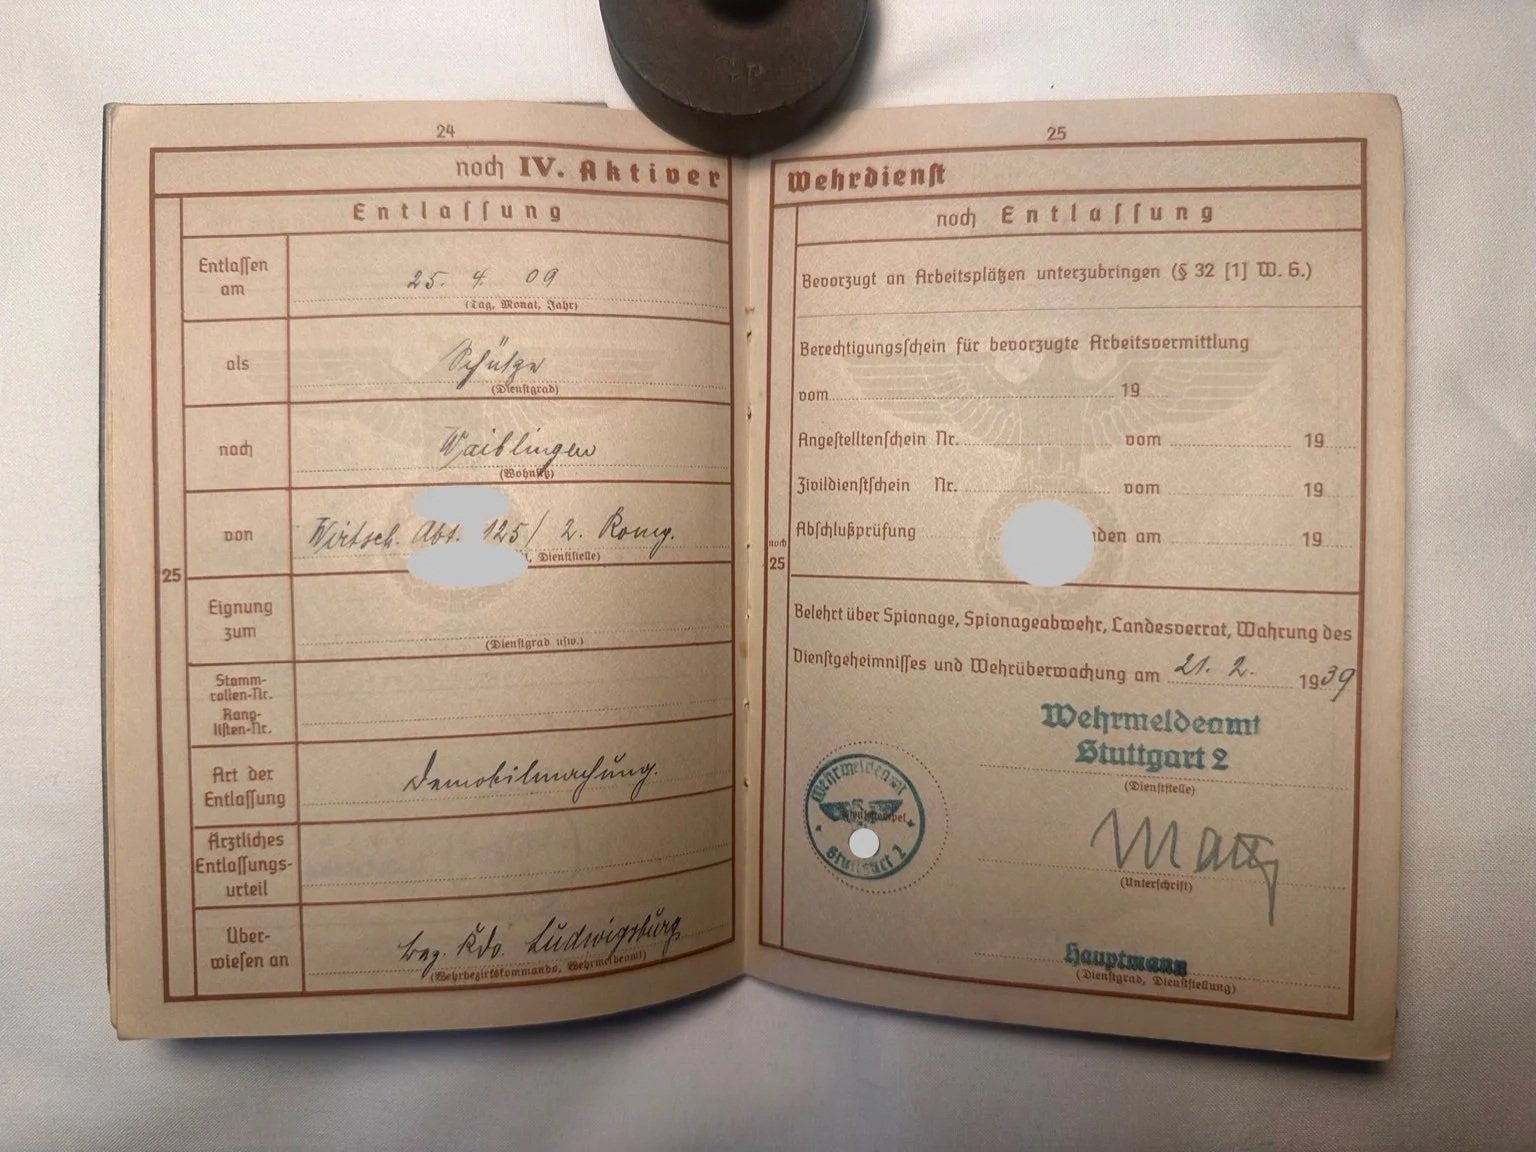 24
noch IV. Aktiver
Entlassung
Entlassen am
25. 4. 09
(Tag, Monat, Jahr)
als
Schütze
(Dienstgrad)
nach
Waiblingen
(Wohnsitz)
von
Wirtsch. Abt. 125/ 2.
, Dienststelle)
25
Eignung zum
(Dienstgrad usw.)
Stamm-
rollen-Nr.
Rang-
listen-Nr.
Art der
Entlassung
Demobilmachung.
Ärztliches
Entlassungs-
urteil
Über-
wiesen an
Bez. Kdo. Ludwigsburg
(Wehrbezirkskommando, Wehrmeldeamt)
25
Wehrdienst
noch Entlassung
Bevorzugt an Arbeitsplätzen unterzubringen (§ 32 [1] W. G.)
Berechtigungsschein für bevorzugte Arbeitsvermittlung
vom 19
Angestelltenschein Nr. vom 19
Zivildienstschein Nr. vom 19
Abschlußprüfung den am 19
noch
25
Belehrt über Spionage, Spionageabwehr, Landesverrat, Wahrung des
Dienstgeheimnisses und Wehrüberwachung am 21. 2. 1939
Wehrmeldeamt
Stuttgart 2
(Dienststelle)
Wehrmeldeamt
Dienststempel
Stuttgart 2
(Unterschrift)
Hauptmann
(Dienstgrad, Dienststellung)